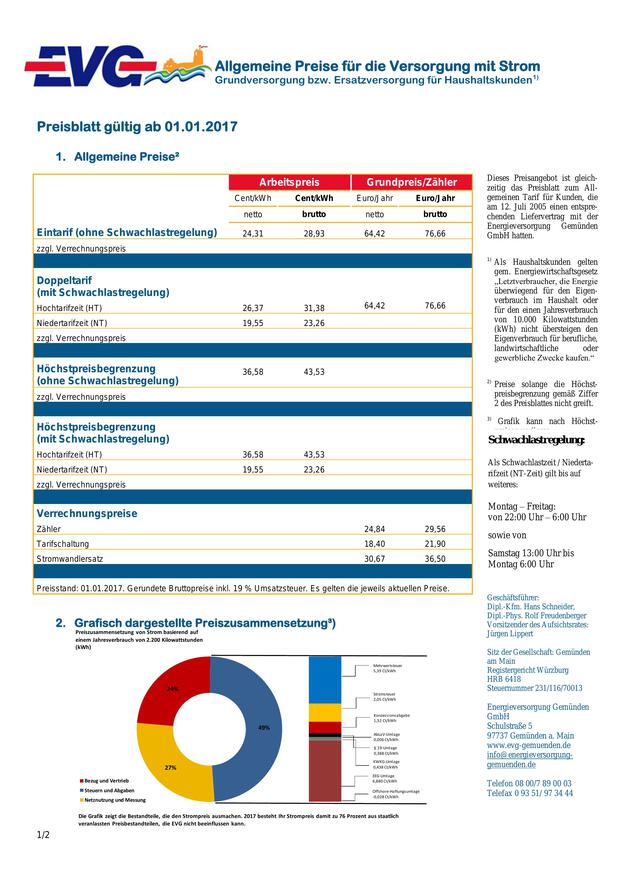 EVG
Allgemeine Preise für die Versorgung mit Strom
Grundversorgung bzw. Ersatzversorgung für Haushaltskunden1)
Preisblatt gültig ab 01.01.2017
1. Allgemeine Preise²
Arbeitspreis Grundpreis/Zähler
Cent/kWh Cent/kWh Euro/Jahr Euro/Jahr
netto brutto netto brutto
Eintarif (ohne Schwachlastregelung) 24,31 28,93 64,42 76,66
zzgl. Verrechnungspreis
Doppeltarif
(mit Schwachlastregelung)
Hochtarifzeit (HT) 26,37 31,38 64,42 76,66
Niedertarifzeit (NT) 19,55 23,26
zzgl. Verrechnungspreis
Höchstpreisbegrenzung
(ohne Schwachlastregelung) 36,58 43,53
zzgl. Verrechnungspreis
Höchstpreisbegrenzung
(mit Schwachlastregelung)
Hochtarifzeit (HT) 36,58 43,53
Niedertarifzeit (NT) 19,55 23,26
zzgl. Verrechnungspreis
Verrechnungspreise
Zähler 24,84 29,56
Tarifschaltung 18,40 21,90
Stromwandlersatz 30,67 36,50
Preisstand: 01.01.2017. Gerundete Bruttopreise inkl. 19 % Umsatzsteuer. Es gelten die jeweils aktuellen Preise.
Dieses Preisangebot ist gleich-
zeitig das Preisblatt zum All-
gemeinen Tarif für Kunden, die
am 12. Juli 2005 einen entspre-
chenden Liefervertrag mit der
Energieversorgung Gemünden
GmbH hatten.
1) Als Haushaltskunden gelten
gem. Energiewirtschaftsgesetz
„Letztverbraucher, die Energie
überwiegend für den Eigen-
verbrauch im Haushalt oder
für den einen Jahresverbrauch
von 10.000 Kilowattstunden
(kWh) nicht übersteigen den
Eigenverbrauch für berufliche,
landwirtschaftliche oder
gewerbliche Zwecke kaufen.“
2) Preise solange die Höchst-
preisbegrenzung gemäß Ziffer
2 des Preisblattes nicht greift.
3) Grafik kann nach Höchst-
Schwachlastregelung:
Als Schwachlastzeit / Niederta-
rifzeit (NT-Zeit) gilt bis auf
weiteres:
Montag – Freitag:
von 22:00 Uhr – 6:00 Uhr
sowie von
Samstag 13:00 Uhr bis
Montag 6:00 Uhr
Geschäftsführer:
Dipl.-Kfm. Hans Schneider,
Dipl.-Phys. Rolf Freudenberger
Vorsitzender des Aufsichtsrates:
Jürgen Lippert
Sitz der Gesellschaft: Gemünden
am Main
Registergericht Würzburg
HRB 6418
Steuernummer 231/116/70013
Energieversorgung Gemünden
GmbH
Schulstraße 5
97737 Gemünden a. Main
www.evg-gemuenden.de
info@energieversorgung-
gemuenden.de
Telefon 08 00/7 89 00 03
Telefax 0 93 51/ 97 34 44
2. Grafisch dargestellte Preiszusammensetzung³)
Preiszusammensetzung von Strom basierend auf
einem Jahresverbrauch von 2.200 Kilowattstunden
(kWh)
24%
49%
27%
Bezug und Vertrieb
Steuern und Abgaben
Netznutzung und Messung
Mehrwertsteuer
5,39 Ct/kWh
Stromsteuer
2,05 Ct/kWh
Konzessionsabgabe
1,32 Ct/kWh
AbLaV-Umlage
0,006 Ct/kWh
§ 19-Umlage
0,388 Ct/kWh
KWKG-Umlage
0,438 Ct/kWh
EEG-Umlage
6,880 Ct/kWh
Offshore-Haftungsumlage
-0,028 Ct/kWh
Die Grafik zeigt die Bestandteile, die den Strompreis ausmachen. 2017 besteht Ihr Strompreis damit zu 76 Prozent aus staatlich
veranlassten Preisbestandteilen, die EVG nicht beeinflussen kann.
1/2